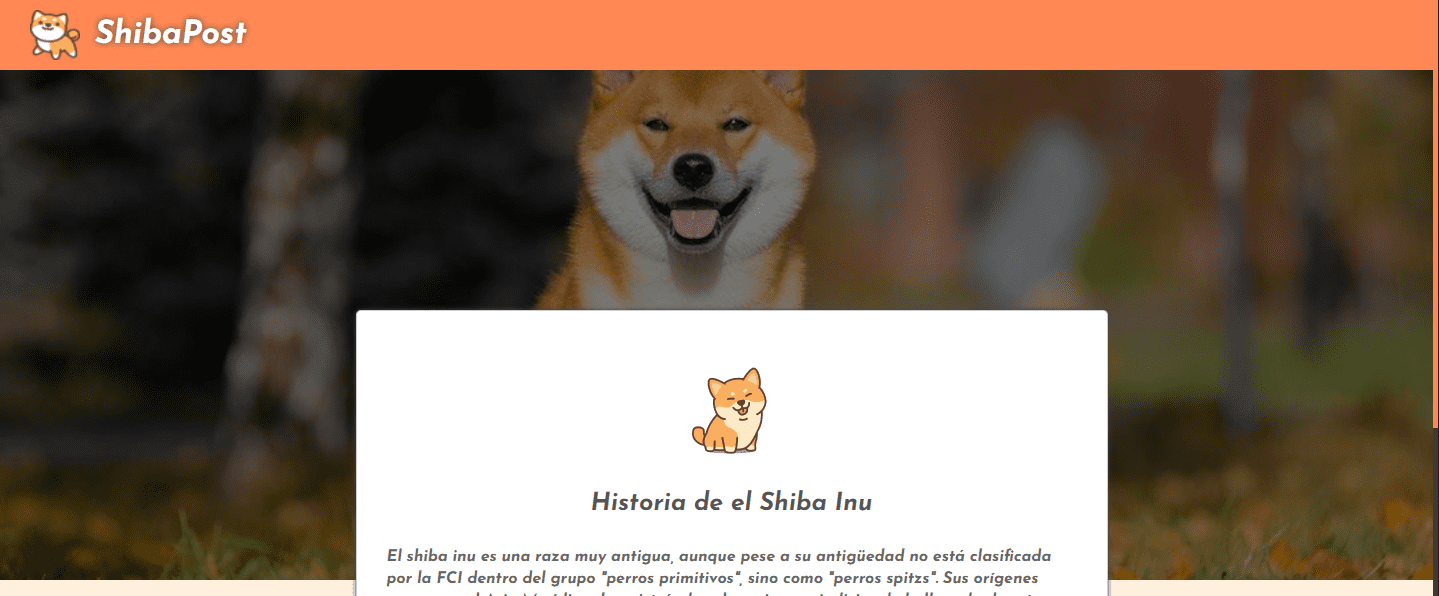 ShibaPost
Historia de el Shiba Inu
El shiba inu es una raza muy antigua, aunque pese a su antigüedad no está clasificada
por la FCI dentro del grupo "perros primitivos", sino como "perros spitzs". Sus orígenes